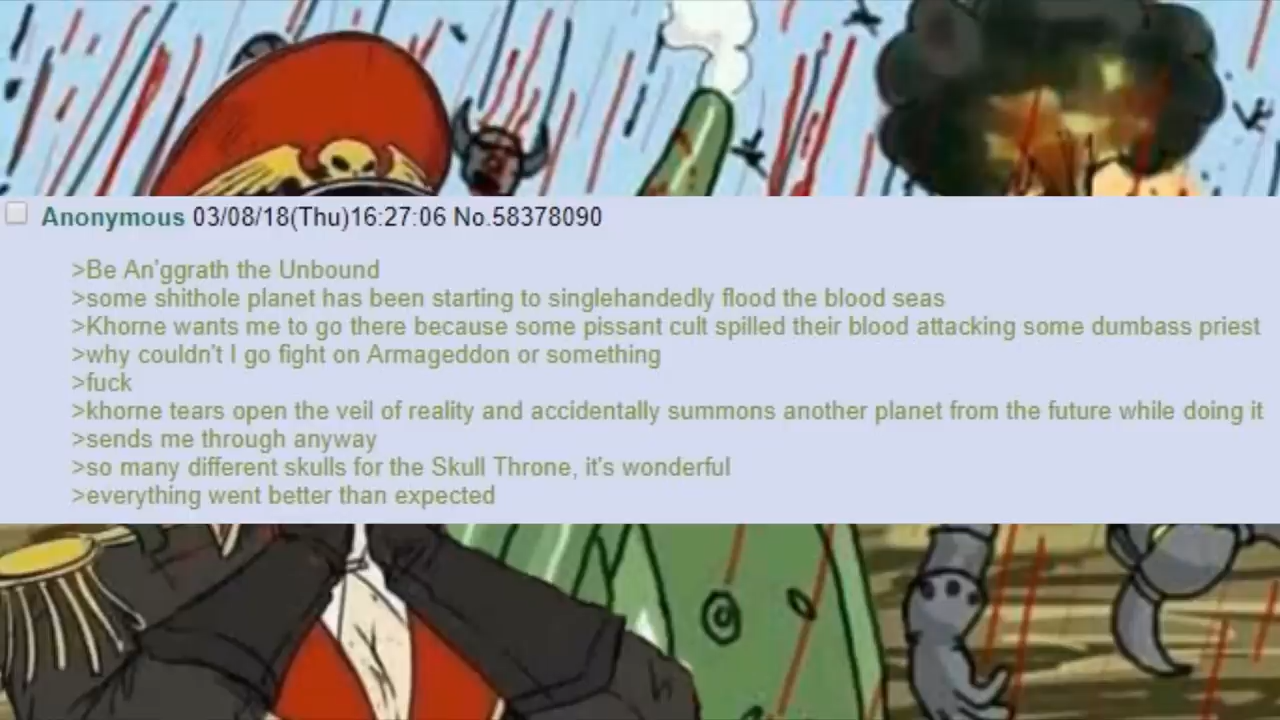 Anonymous 03/08/18(Thu)16:27:06 No.58378090
>Be An'ggrath the Unbound
>some shithole planet has been starting to singlehandedly flood the blood seas
>Khorne wants me to go there because some pissant cult spilled their blood attacking some dumbass priest
>why couldn't I go fight on Armageddon or something
>fuck
>khorne tears open the veil of reality and accidentally summons another planet from the future while doing it
>sends me through anyway
>so many different skulls for the Skull Throne, it's wonderful
>everything went better than expected